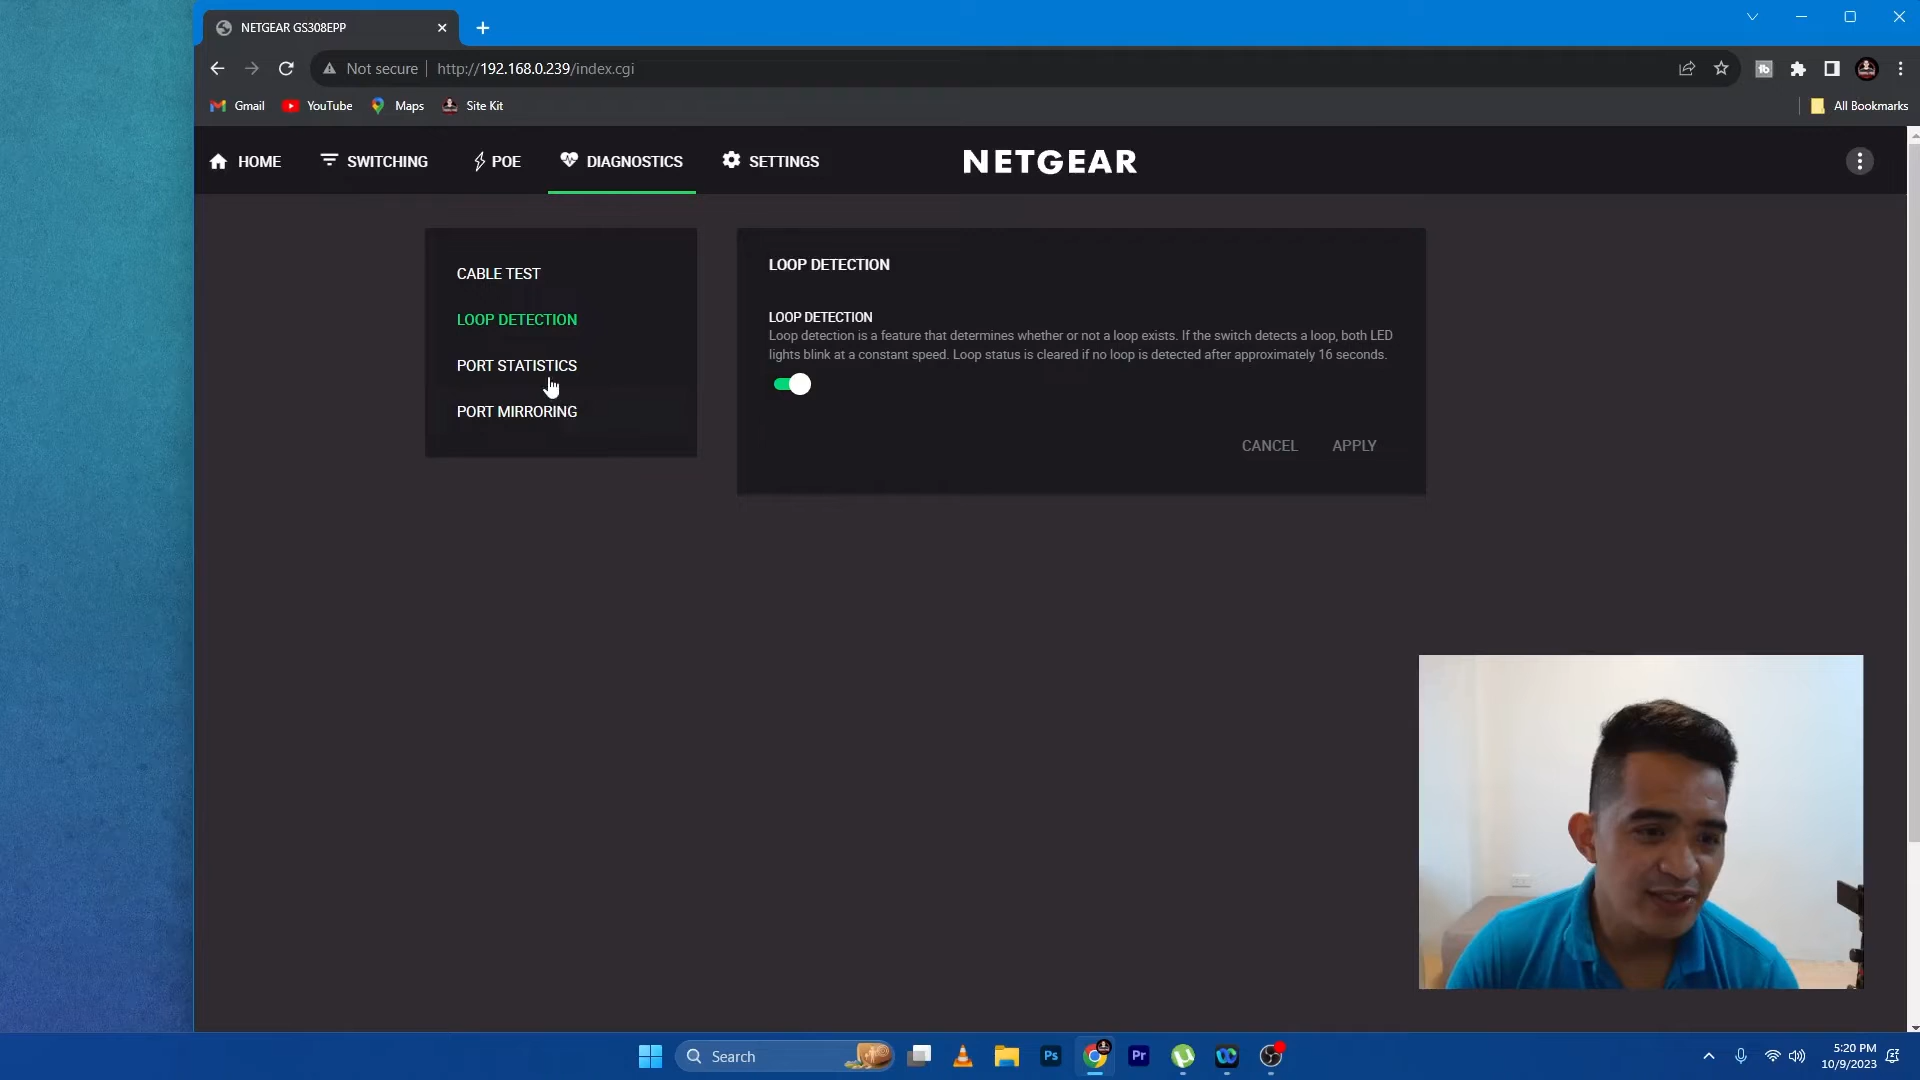 NETGEAR GS308EPP
Not secure
http://192.168.0.239/index.cgi
Gmail
YouTube
Maps
Site Kit
All Bookmarks
HOME
SWITCHING
POE
DIAGNOSTICS
SETTINGS
NETGEAR
CABLE TEST
LOOP DETECTION
PORT STATISTICS
PORT MIRRORING
LOOP DETECTION
LOOP DETECTION
Loop detection is a feature that determines whether or not a loop exists. If the switch detects a loop, both LED
lights blink at a constant speed. Loop status is cleared if no loop is detected after approximately 16 seconds.
CANCEL
APPLY
Search
Ps
Pr
5:20 PM
10/9/2023